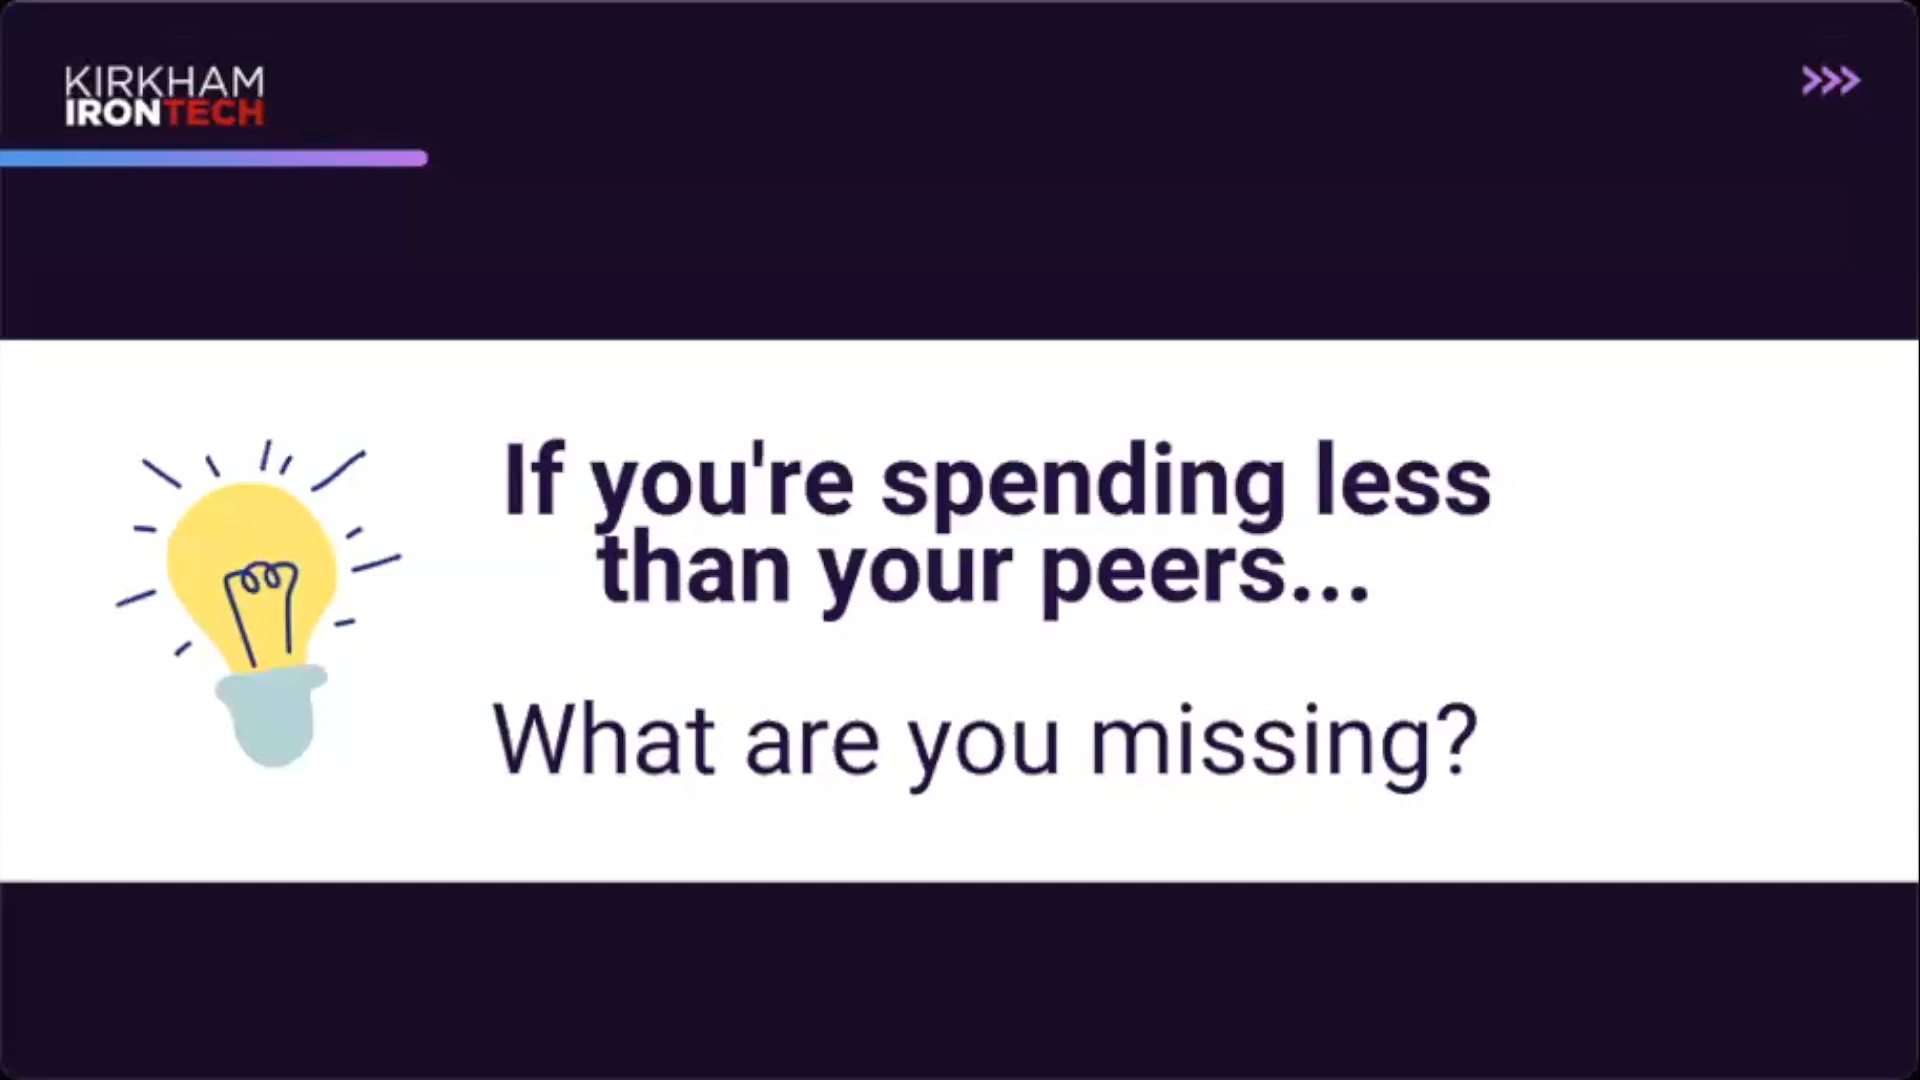 KIRKHAM
IRONTECH
If you're spending less
than your peers...
What are you missing?